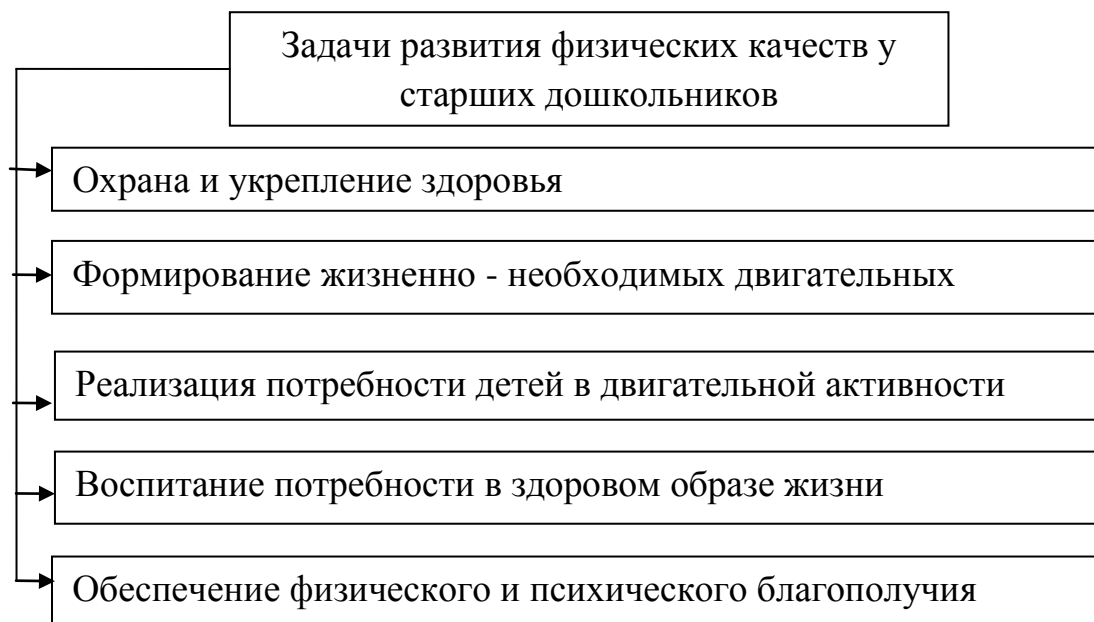 Задачи развития физических качеств у
старших дошкольников
Охрана и укрепление здоровья
Формирование жизненно - необходимых двигательных
Реализация потребности детей в двигательной активности
Воспитание потребности в здоровом образе жизни
Обеспечение физического и психического благополучия